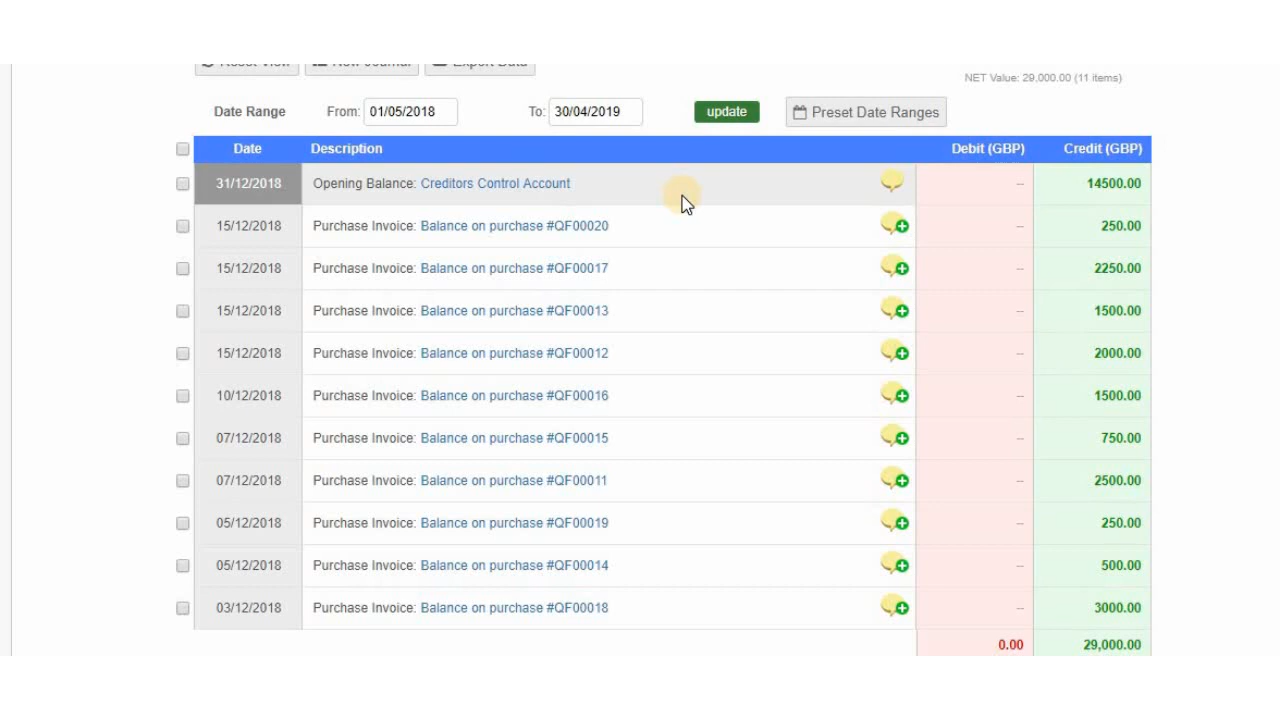 Reset View New Journal Export Data
NET Value: 29,000.00 (11 items)
Date Range From: 01/05/2018 To: 30/04/2019 update Preset Date Ranges
Date Description Debit (GBP) Credit (GBP)
31/12/2018 Opening Balance: Creditors Control Account -- 14500.00
15/12/2018 Purchase Invoice: Balance on purchase #QF00020 -- 250.00
15/12/2018 Purchase Invoice: Balance on purchase #QF00017 -- 2250.00
15/12/2018 Purchase Invoice: Balance on purchase #QF00013 -- 1500.00
15/12/2018 Purchase Invoice: Balance on purchase #QF00012 -- 2000.00
10/12/2018 Purchase Invoice: Balance on purchase #QF00016 -- 1500.00
07/12/2018 Purchase Invoice: Balance on purchase #QF00015 -- 750.00
07/12/2018 Purchase Invoice: Balance on purchase #QF00011 -- 2500.00
05/12/2018 Purchase Invoice: Balance on purchase #QF00019 -- 250.00
05/12/2018 Purchase Invoice: Balance on purchase #QF00014 -- 500.00
03/12/2018 Purchase Invoice: Balance on purchase #QF00018 -- 3000.00
0.00 29,000.00